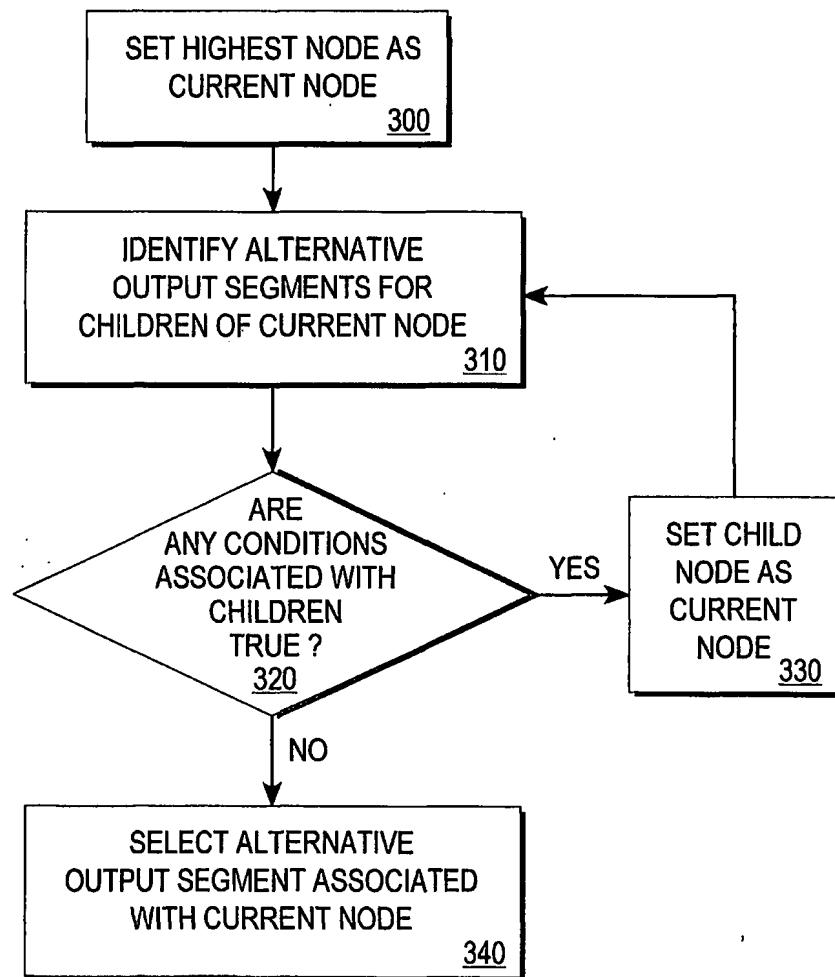 SET HIGHEST NODE AS
CURRENT NODE
300
IDENTIFY ALTERNATIVE
OUTPUT SEGMENTS FOR
CHILDREN OF CURRENT NODE
310
ARE
ANY CONDITIONS
ASSOCIATED WITH
CHILDREN
TRUE ?
320
YES
SET CHILD
NODE AS
CURRENT
NODE
330
NO
SELECT ALTERNATIVE
OUTPUT SEGMENT ASSOCIATED
WITH CURRENT NODE
340